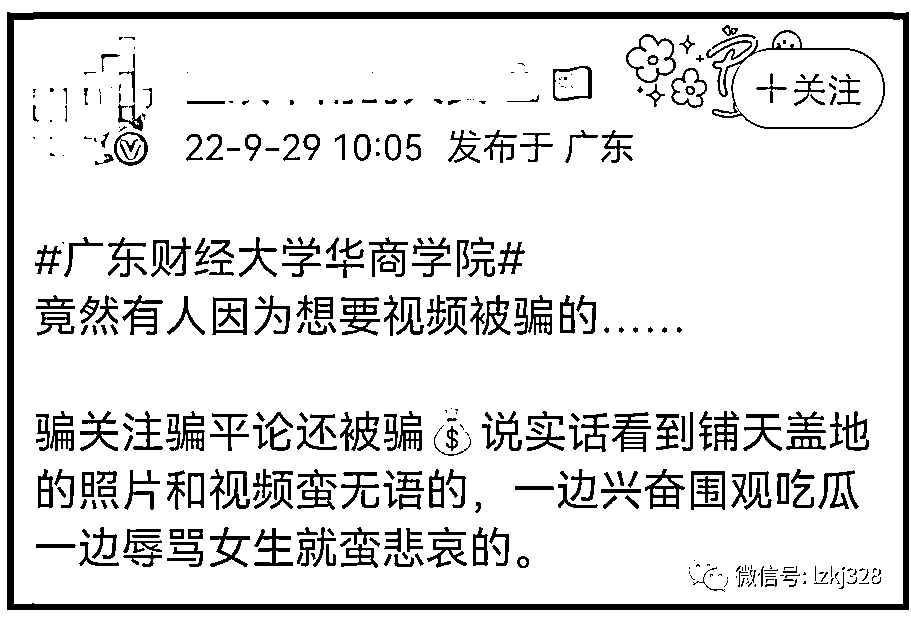 +关注
22-9-29 10:05 发布于 广东
#广东财经大学华商学院#
竟然有人因为想要视频被骗的......
骗关注骗平论还被骗💰说实话看到铺天盖地
的照片和视频蛮无语的，一边兴奋围观吃瓜
一边辱骂女生就蛮悲哀的。
微信号: lzkj328